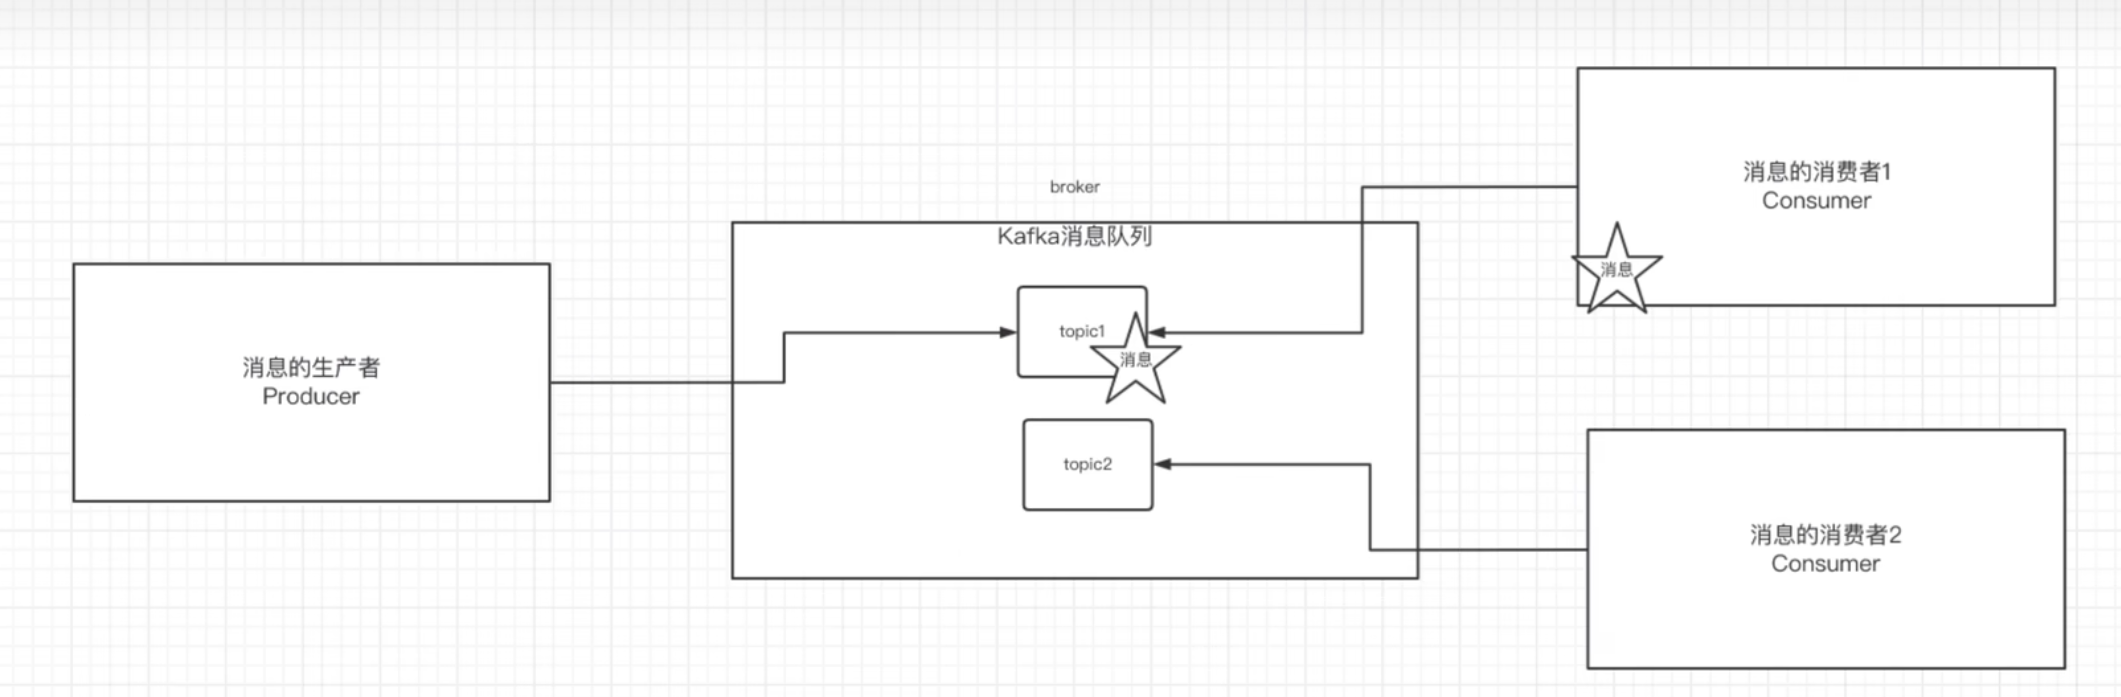 消息的生产者
Producer
broker
Kafka消息队列
topic1
消息
topic2
消息的消费者1
Consumer
消息
消息的消费者2
Consumer